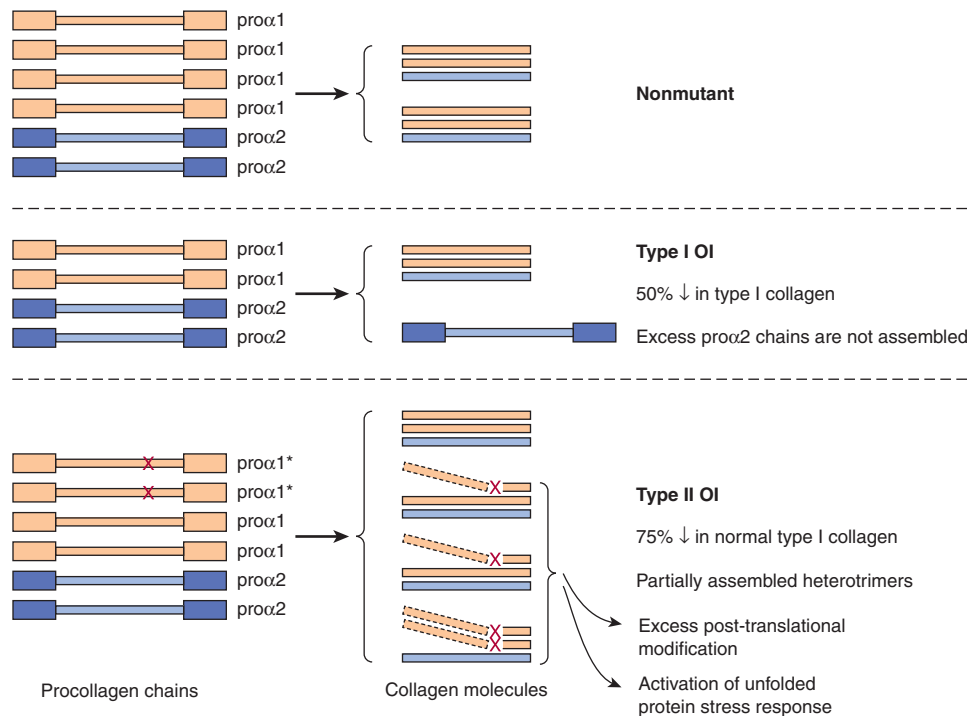 proα1
proα1
proα1
proα1
proα2
proα2
Nonmutant
proα1
proα1
proα2
proα2
Type I OI
50% ↓ in type I collagen
Excess proα2 chains are not assembled
proα1*
proα1*
proα1
proα1
proα2
proα2
X
X
X
X
X
X
Type II OI
75% ↓ in normal type I collagen
Partially assembled heterotrimers
Excess post-translational
modification
Activation of unfolded
protein stress response
Procollagen chains
Collagen molecules